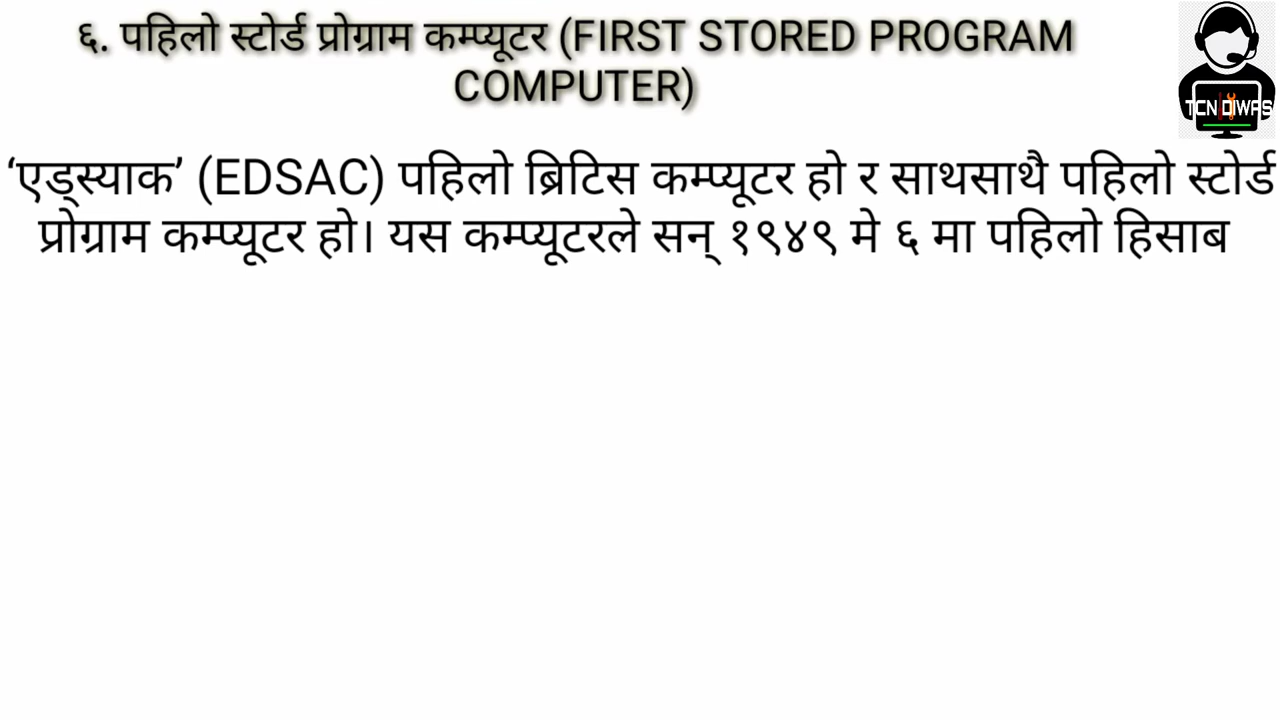 ६. पहिलो स्टोर्ड प्रोग्राम कम्प्यूटर (FIRST STORED PROGRAM
COMPUTER)
TCN DIWAS
‘एड्स्याक’ (EDSAC) पहिलो ब्रिटिस कम्प्यूटर हो र साथसाथै पहिलो स्टोर्ड
प्रोग्राम कम्प्यूटर हो। यस कम्प्यूटरले सन् १९४९ मे ६ मा पहिलो हिसाब